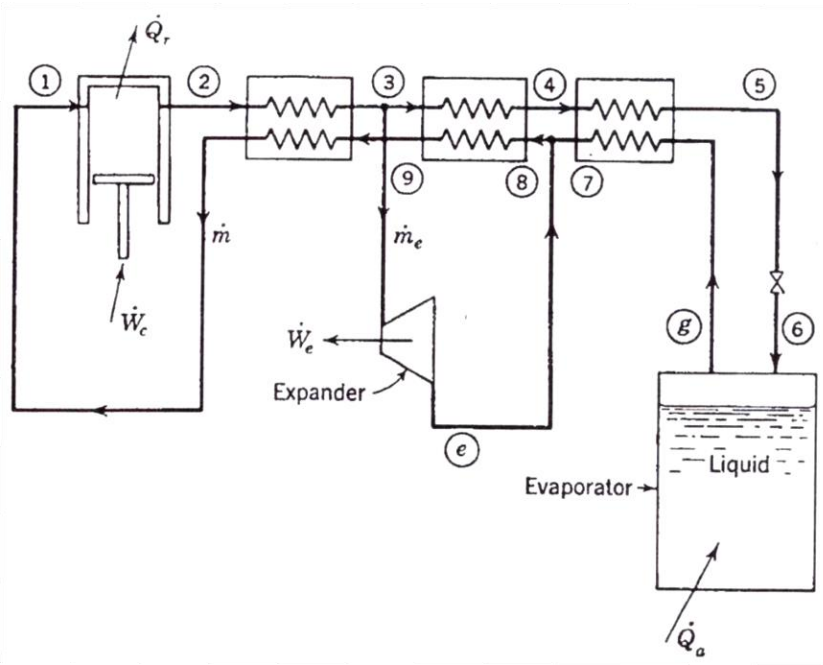 Q̇r
1
2
3
4
5
9
8
7
ṁ
ṁe
Ẇc
Ẇe
g
6
Expander
e
Liquid
Evaporator
Q̇a